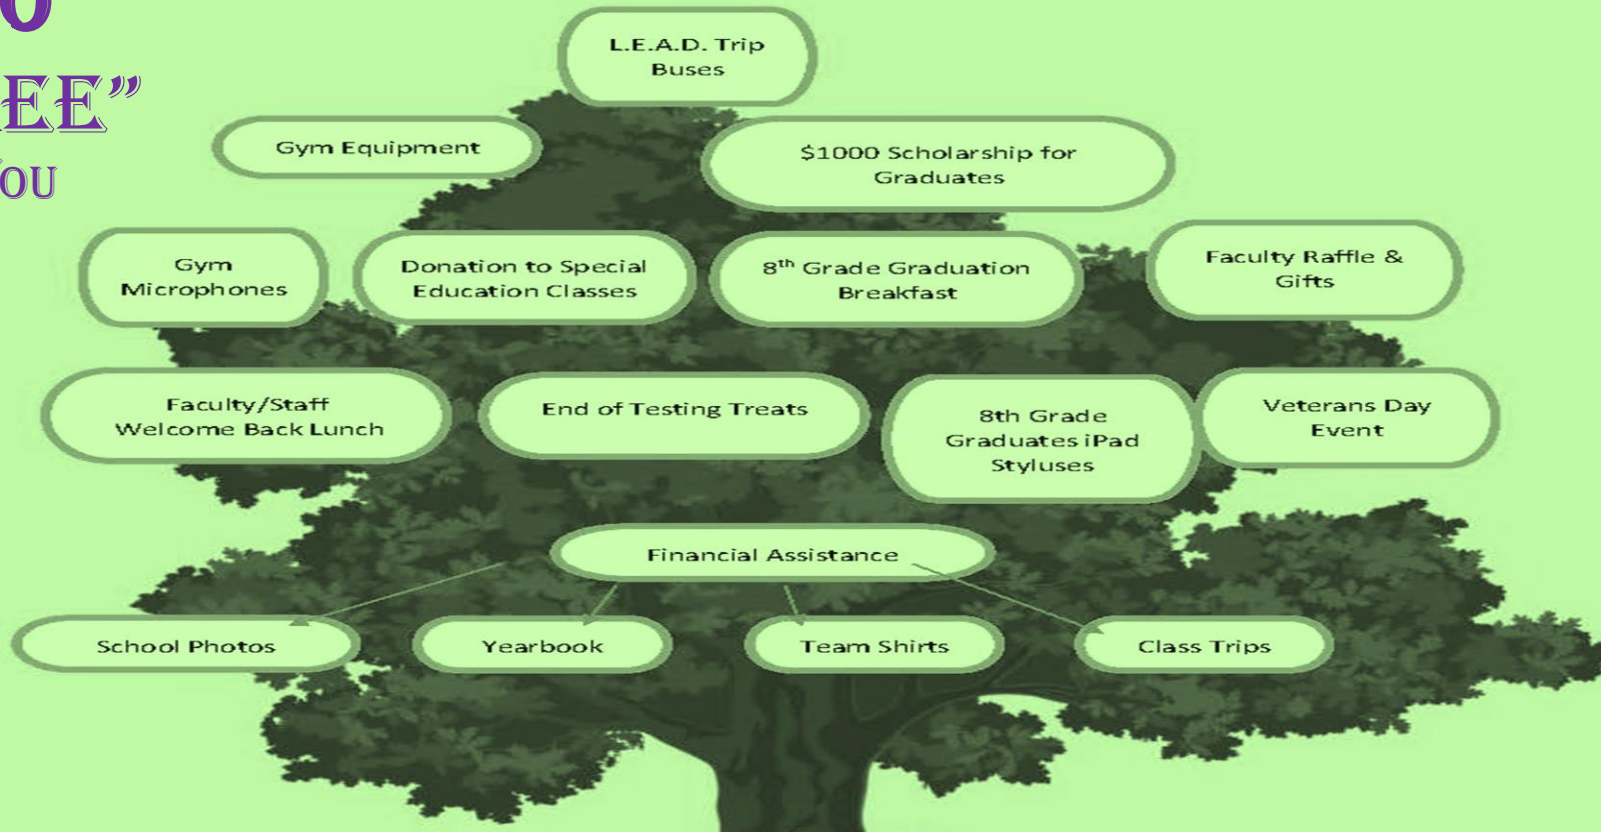 EE”
L.E.A.D. Trip
Buses
Gym Equipment
$1000 Scholarship for
Graduates
Gym
Microphones
Donation to Special
Education Classes
8th Grade Graduation
Breakfast
Faculty Raffle &
Gifts
Faculty/Staff
Welcome Back Lunch
End of Testing Treats
8th Grade
Graduates iPad
Styluses
Veterans Day
Event
Financial Assistance
School Photos
Yearbook
Team Shirts
Class Trips